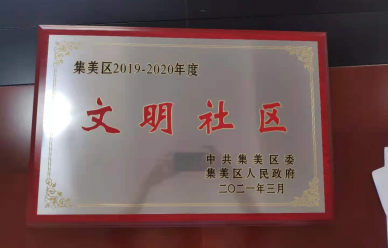 集美区2019-2020年度
文明社区
中共集美区委
集美区人民政府
二〇二一年三月